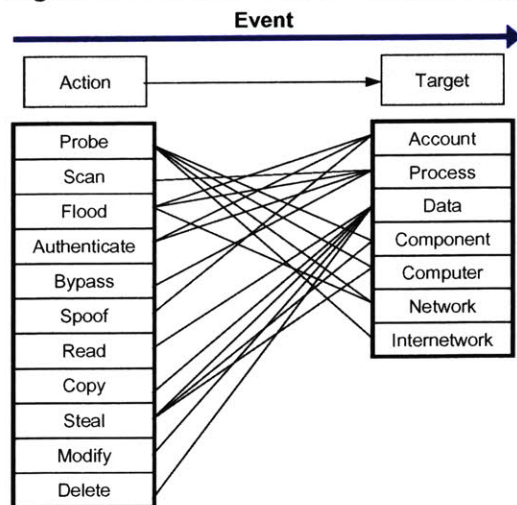 Event
Action
Target
Probe
Scan
Flood
Authenticate
Bypass
Spoof
Read
Copy
Steal
Modify
Delete
Account
Process
Data
Component
Computer
Network
Internetwork